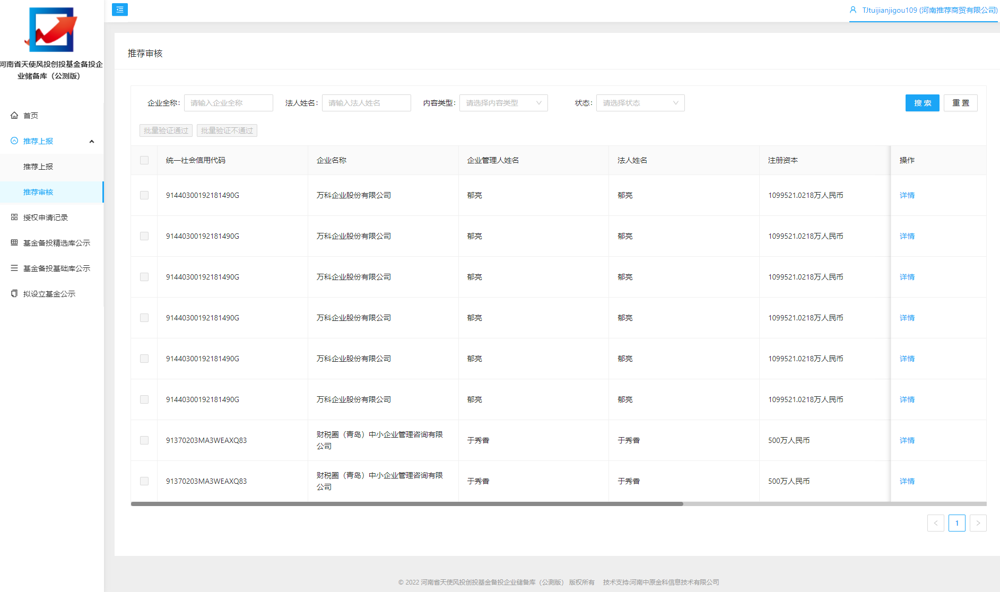 TJtuijianjigou109 (河南推荐商贸有限公司)
河南省天使风投创投基金备投企
业储备库（公测版）
首页
推荐上报
推荐上报
推荐审核
授权申请记录
基金备投精选库公示
基金备投基础库公示
拟设立基金公示
推荐审核
企业全称: 请输入企业全称 法人姓名: 请输入法人姓名 内容类型: 请选择内容类型 状态: 请选择状态 搜 索 重 置
批量验证通过 批量验证不通过
统一社会信用代码 企业名称 企业管理人姓名 法人姓名 注册资本 操作
91440300192181490G 万科企业股份有限公司 郁亮 郁亮 1099521.0218万人民币 详情
91440300192181490G 万科企业股份有限公司 郁亮 郁亮 1099521.0218万人民币 详情
91440300192181490G 万科企业股份有限公司 郁亮 郁亮 1099521.0218万人民币 详情
91440300192181490G 万科企业股份有限公司 郁亮 郁亮 1099521.0218万人民币 详情
91440300192181490G 万科企业股份有限公司 郁亮 郁亮 1099521.0218万人民币 详情
91440300192181490G 万科企业股份有限公司 郁亮 郁亮 1099521.0218万人民币 详情
91370203MA3WEAXQ83 财税圈（青岛）中小企业管理咨询有限
公司 于秀香 于秀香 500万人民币 详情
91370203MA3WEAXQ83 财税圈（青岛）中小企业管理咨询有限
公司 于秀香 于秀香 500万人民币 详情
< 1 >
© 2022 河南省天使风投创投基金备投企业储备库（公测版） 版权所有 技术支持:河南中原金科信息技术有限公司